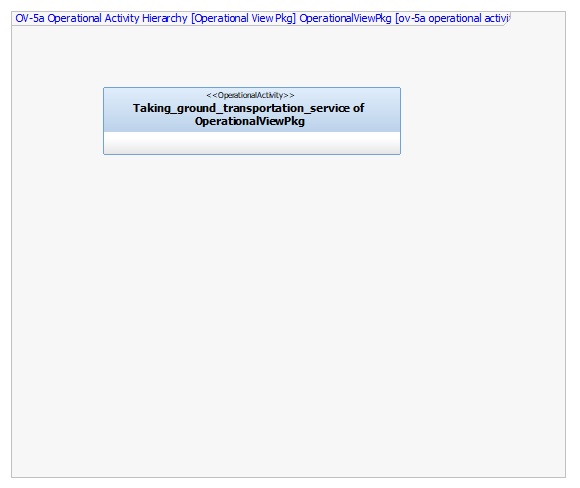 OV-5a Operational Activity Hierarchy [Operational View Pkg] OperationalViewPkg [ov-5a operational activi
<<OperationalActivity>>
Taking_ground_transportation_service of
OperationalViewPkg